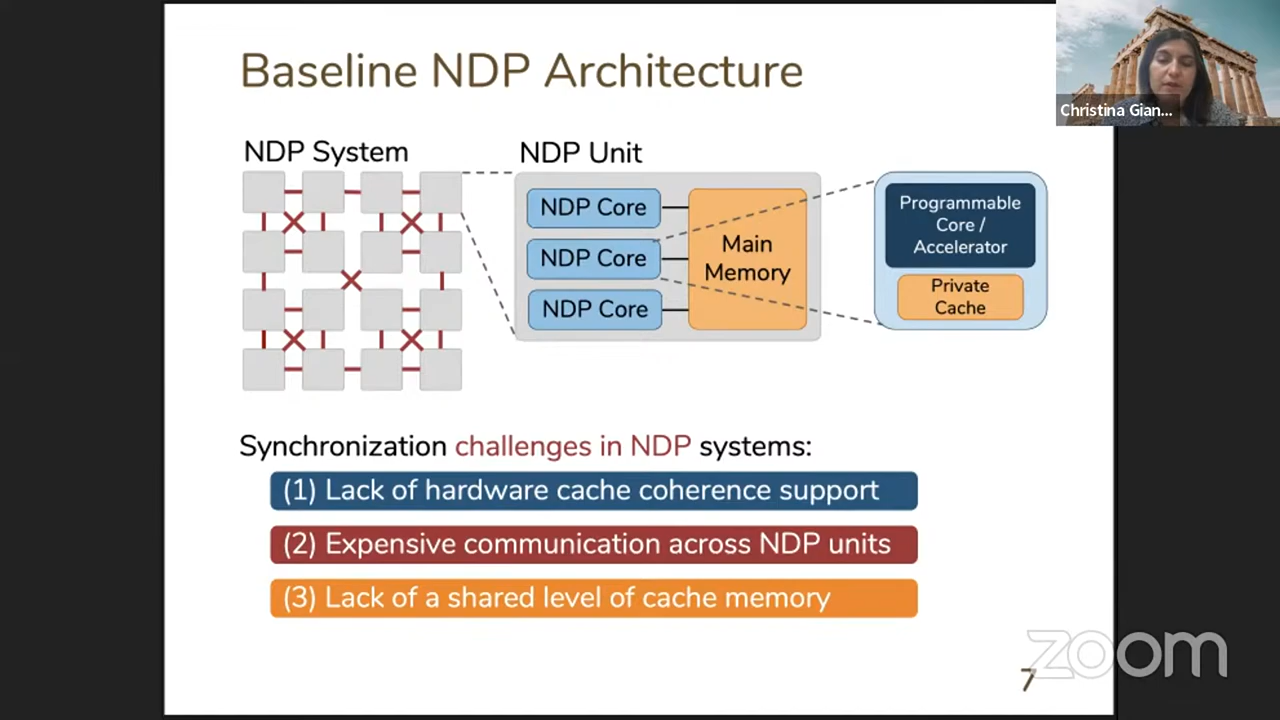 Baseline NDP Architecture
Christina Gian...
NDP System
NDP Unit
NDP Core
NDP Core
NDP Core
Main
Memory
Programmable
Core /
Accelerator
Private
Cache
Synchronization challenges in NDP systems:
(1) Lack of hardware cache coherence support
(2) Expensive communication across NDP units
(3) Lack of a shared level of cache memory
zoom
7